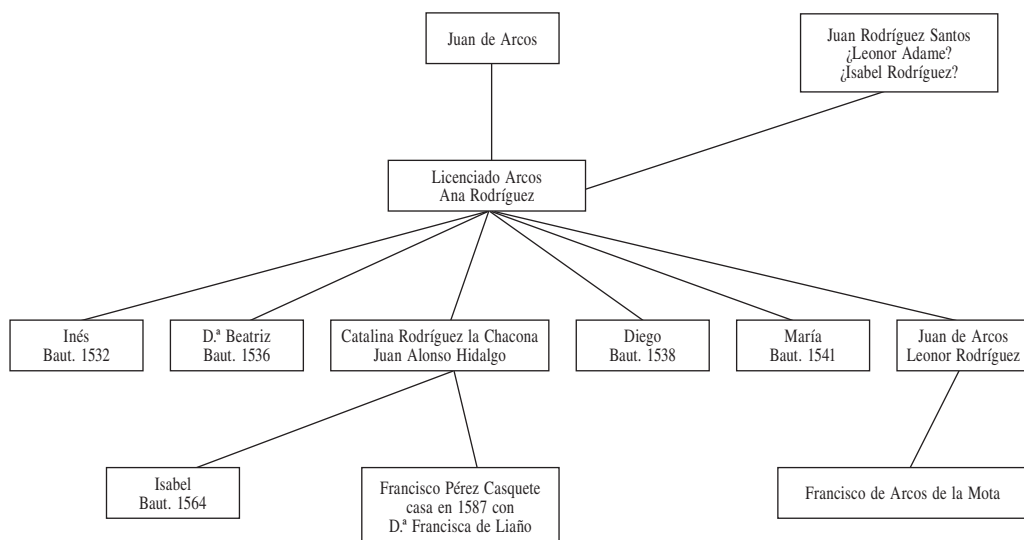 Juan de Arcos
Juan Rodríguez Santos
¿Leonor Adame?
¿Isabel Rodríguez?
Licenciado Arcos
Ana Rodríguez
Inés
Baut. 1532
D.ª Beatriz
Baut. 1536
Catalina Rodríguez la Chacona
Juan Alonso Hidalgo
Diego
Baut. 1538
María
Baut. 1541
Juan de Arcos
Leonor Rodríguez
Isabel
Baut. 1564
Francisco Pérez Casquete
casa en 1587 con
D.ª Francisca de Liaño
Francisco de Arcos de la Mota